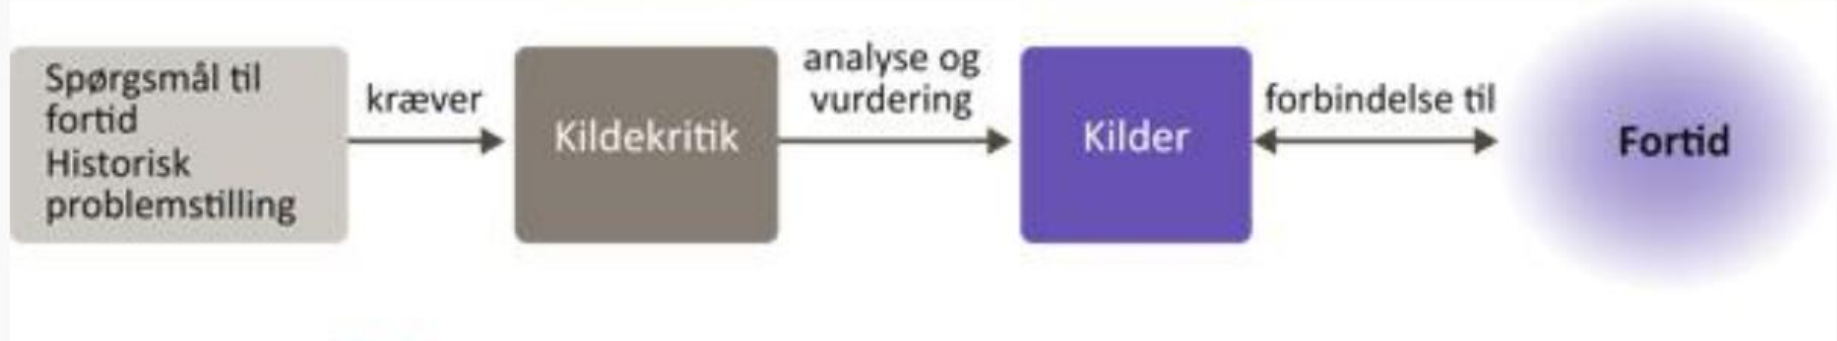 Spørgsmål til
fortid
Historisk
problemstilling
kræver
Kildekritik
analyse og
vurdering
Kilder
forbindelse til
Fortid